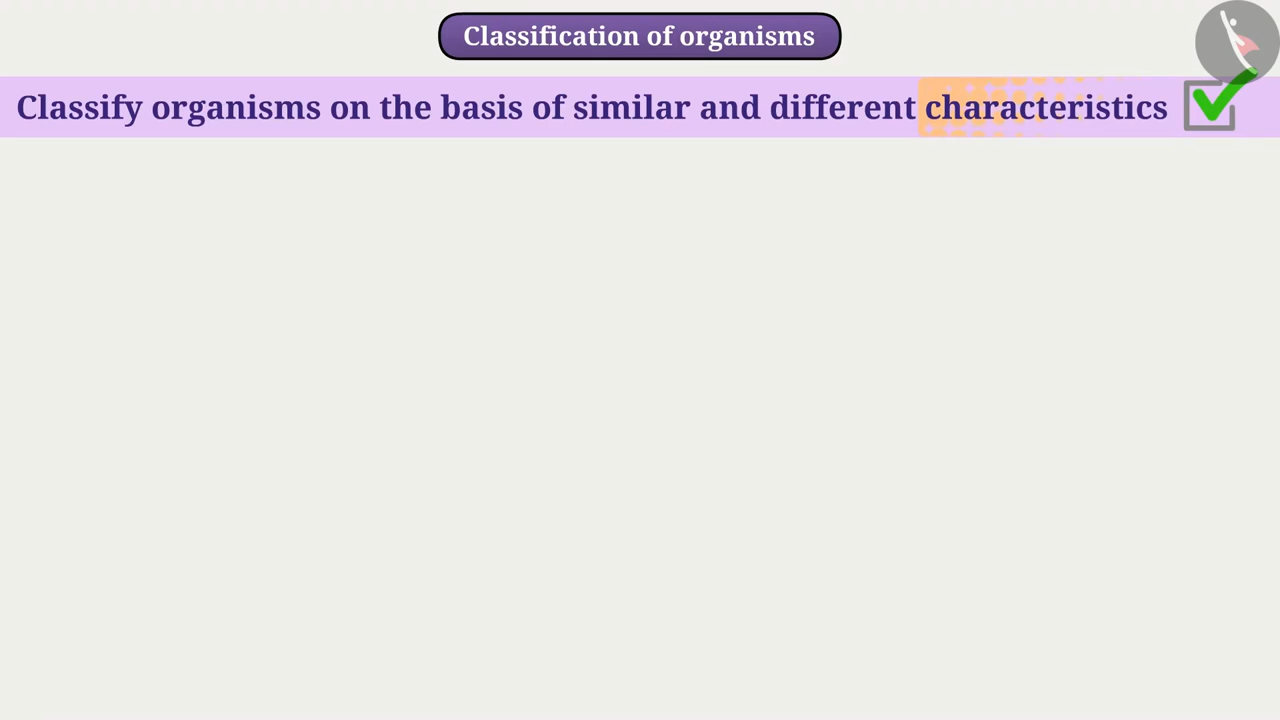 Classification of organisms
Classify organisms on the basis of similar and different characteristics